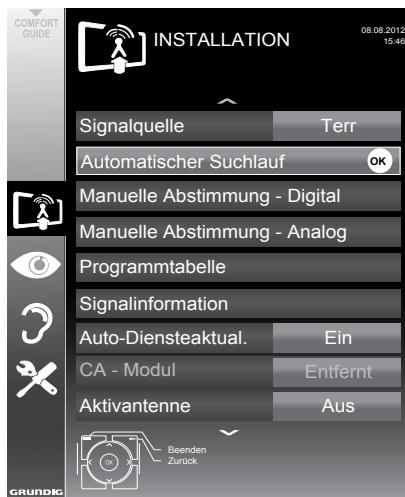 COMFORT
GUIDE
INSTALLATION
08.08.2012
15:46
Signalquelle Terr
Automatischer Suchlauf OK
Manuelle Abstimmung - Digital
Manuelle Abstimmung - Analog
Programmtabelle
Signalinformation
Auto-Diensteaktual. Ein
CA - Modul Entfernt
Aktivantenne Aus
OK
Beenden
Zurück
GRUNDIG